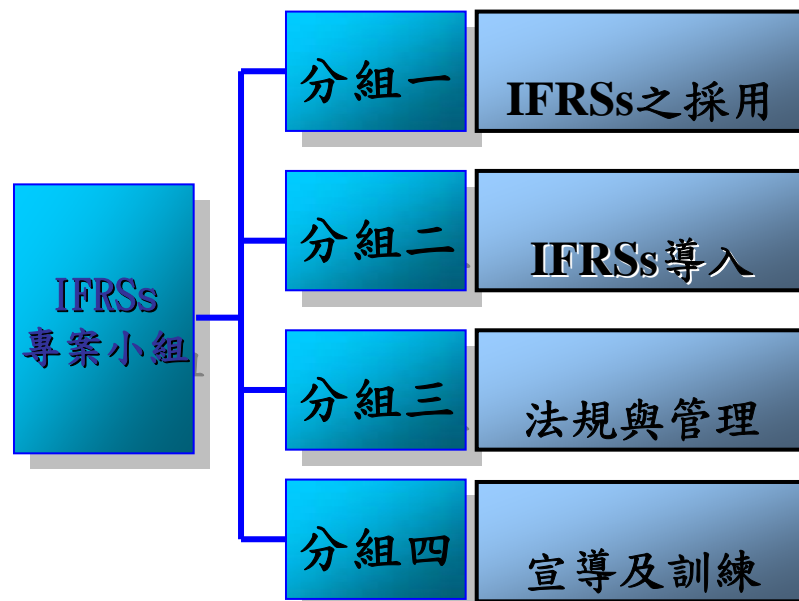 IFRSs
專案小組
分組一
IFRSs之採用
分組二
IFRSs導入
分組三
法規與管理
分組四
宣導及訓練